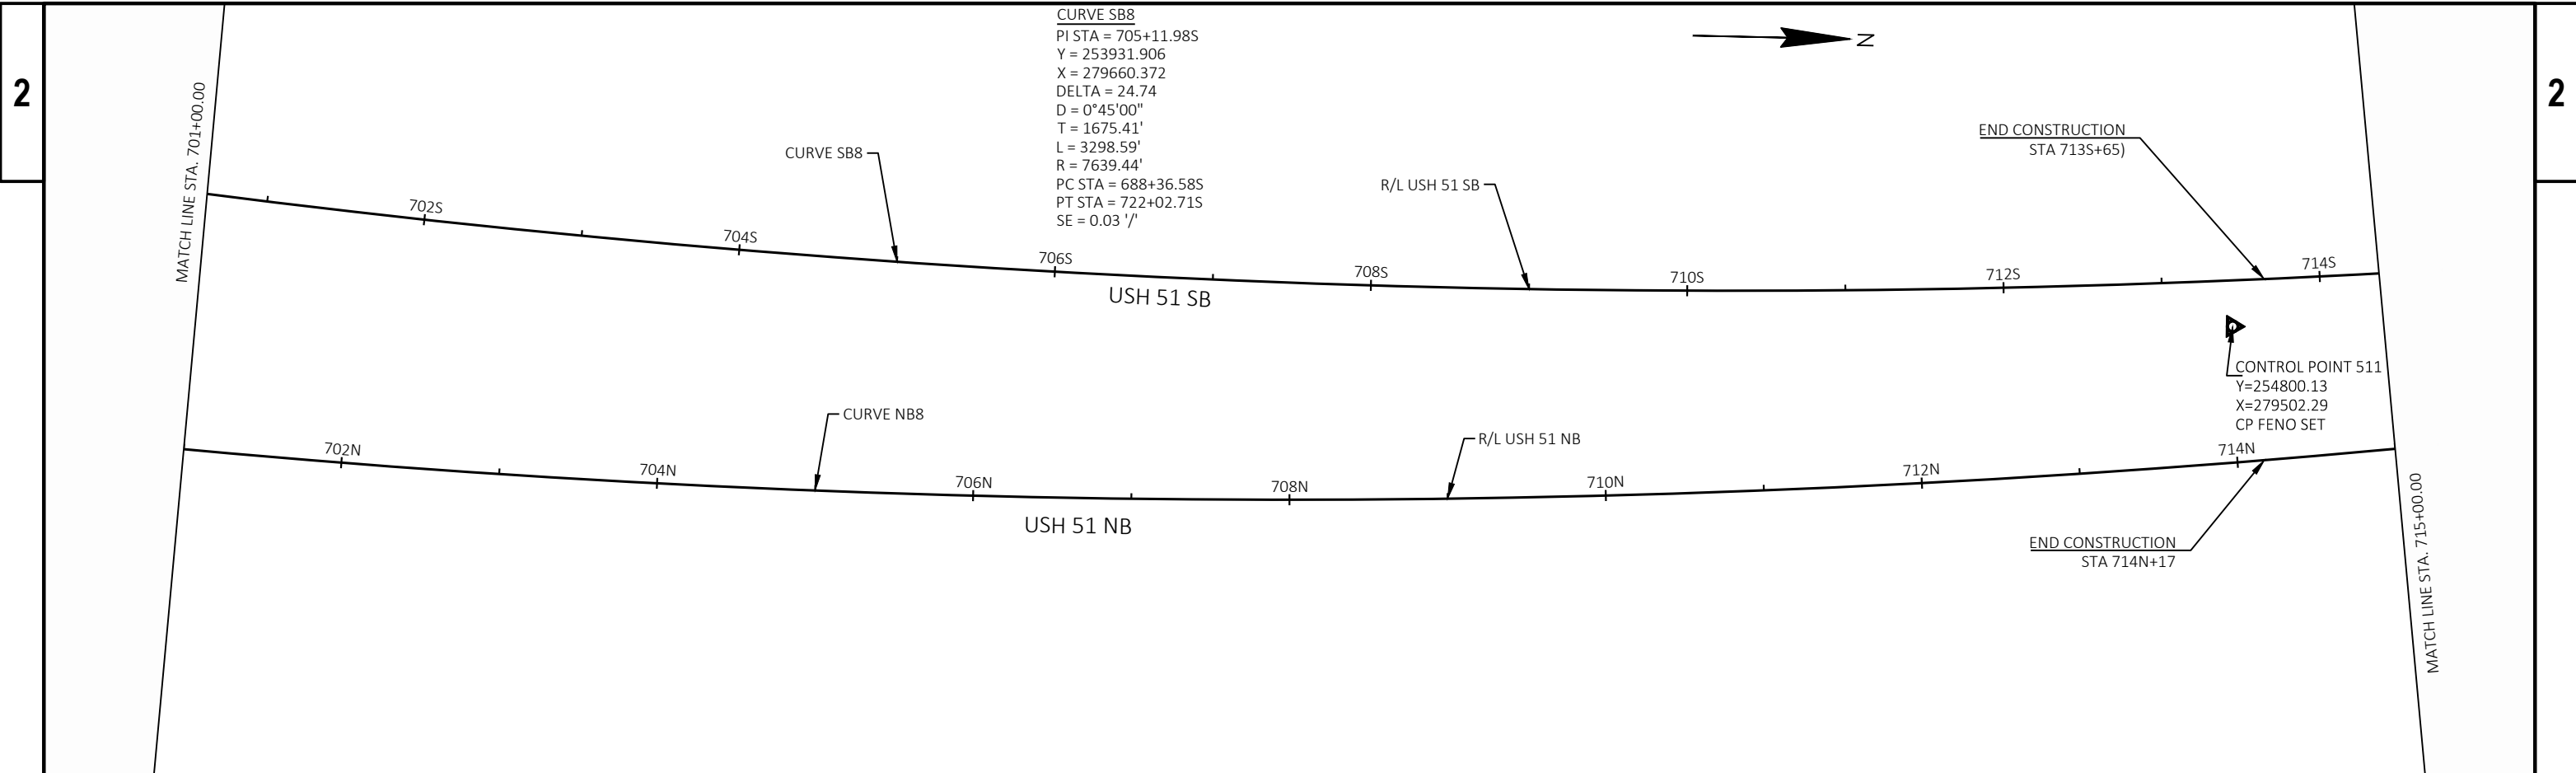 2
MATCH LINE STA. 701+00.00
CURVE SB8
PI STA = 705+11.98S
Y = 253931.906
X = 279660.372
DELTA = 24.74
D = 0°45'00"
T = 1675.41'
L = 3298.59'
R = 7639.44'
PC STA = 688+36.58S
PT STA = 722+02.71S
SE = 0.03 '/'
N
2
CURVE SB8
R/L USH 51 SB
END CONSTRUCTION
STA 713S+65)
702S
704S
706S
708S
710S
712S
714S
USH 51 SB
CONTROL POINT 511
Y=254800.13
X=279502.29
CP FENO SET
CURVE NB8
R/L USH 51 NB
702N
704N
706N
708N
710N
712N
714N
USH 51 NB
END CONSTRUCTION
STA 714N+17
MATCH LINE STA. 715+00.00